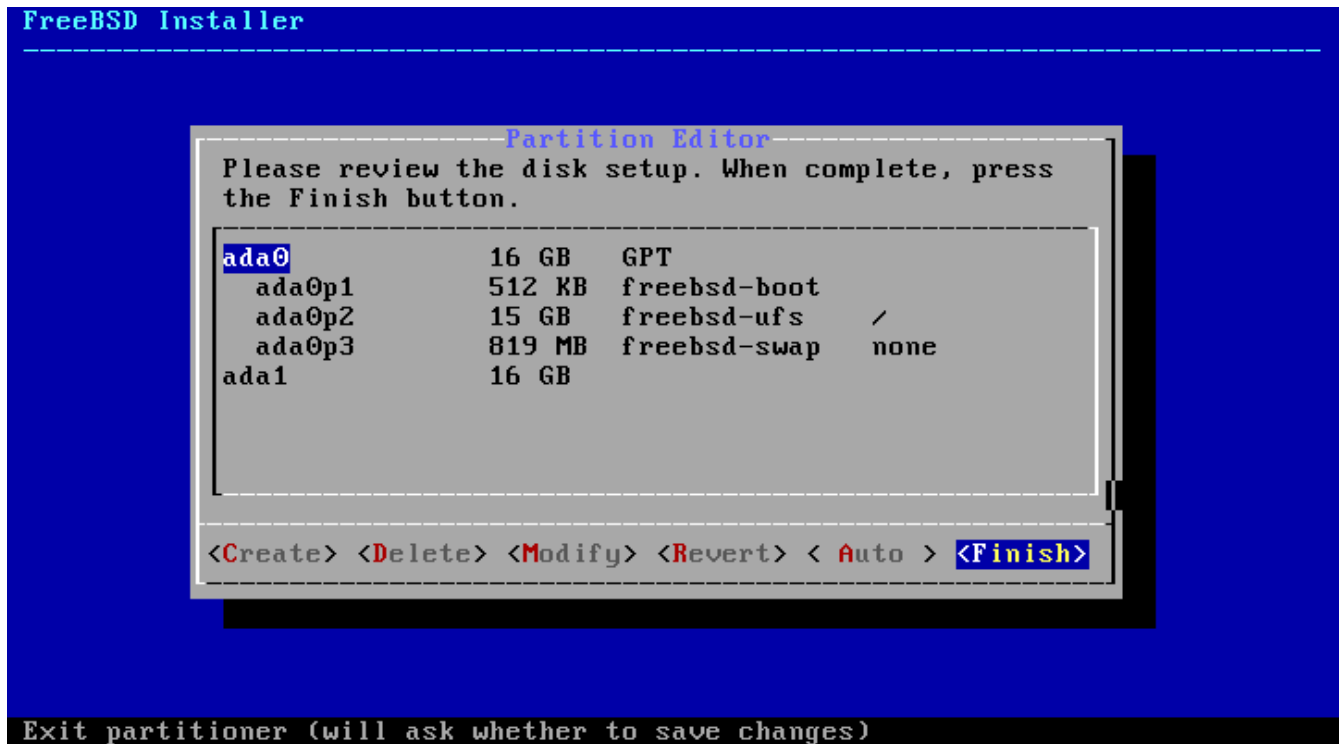 FreeBSD Installer
Partition Editor
Please review the disk setup. When complete, press
the Finish button.
ada0 16 GB GPT
ada0p1 512 KB freebsd-boot
ada0p2 15 GB freebsd-ufs /
ada0p3 819 MB freebsd-swap none
ada1 16 GB
<Create> <Delete> <Modify> <Revert> < Auto > <Finish>
Exit partitioner (will ask whether to save changes)